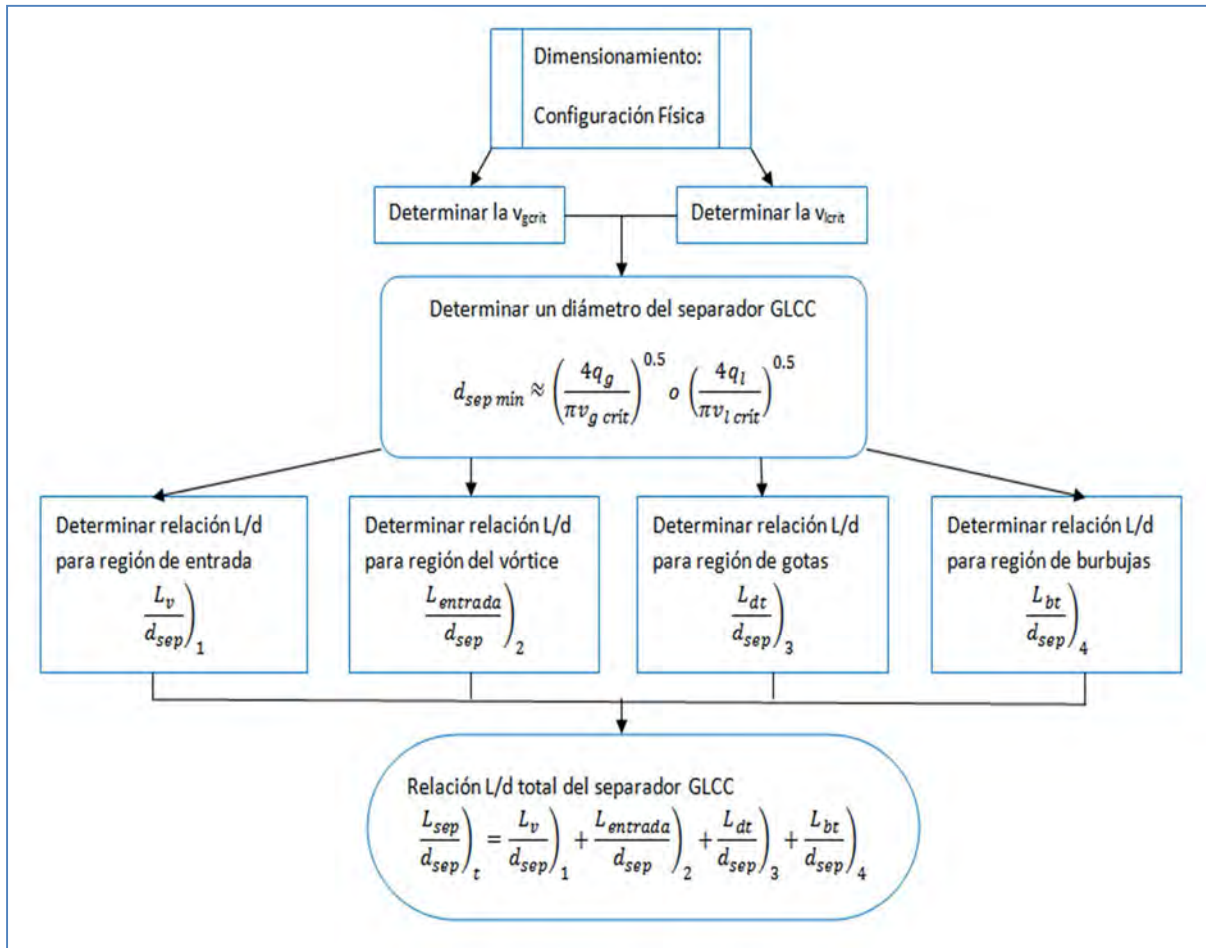 Dimensionamiento:
Configuración Física
Determinar la v_gcrit
Determinar la v_lcrit
Determinar un diámetro del separador GLCC
d_sep mín ≈ (4q_g / πv_g crít)^0.5 o (4q_l / πv_l crít)^0.5
Determinar relación L/d
para región de entrada
L_v / d_sep )_1
Determinar relación L/d
para región del vórtice
L_entrada / d_sep )_2
Determinar relación L/d
para región de gotas
L_dt / d_sep )_3
Determinar relación L/d
para región de burbujas
L_bt / d_sep )_4
Relación L/d total del separador GLCC
L_sep / d_sep )_t = L_v / d_sep )_1 + L_entrada / d_sep )_2 + L_dt / d_sep )_3 + L_bt / d_sep )_4